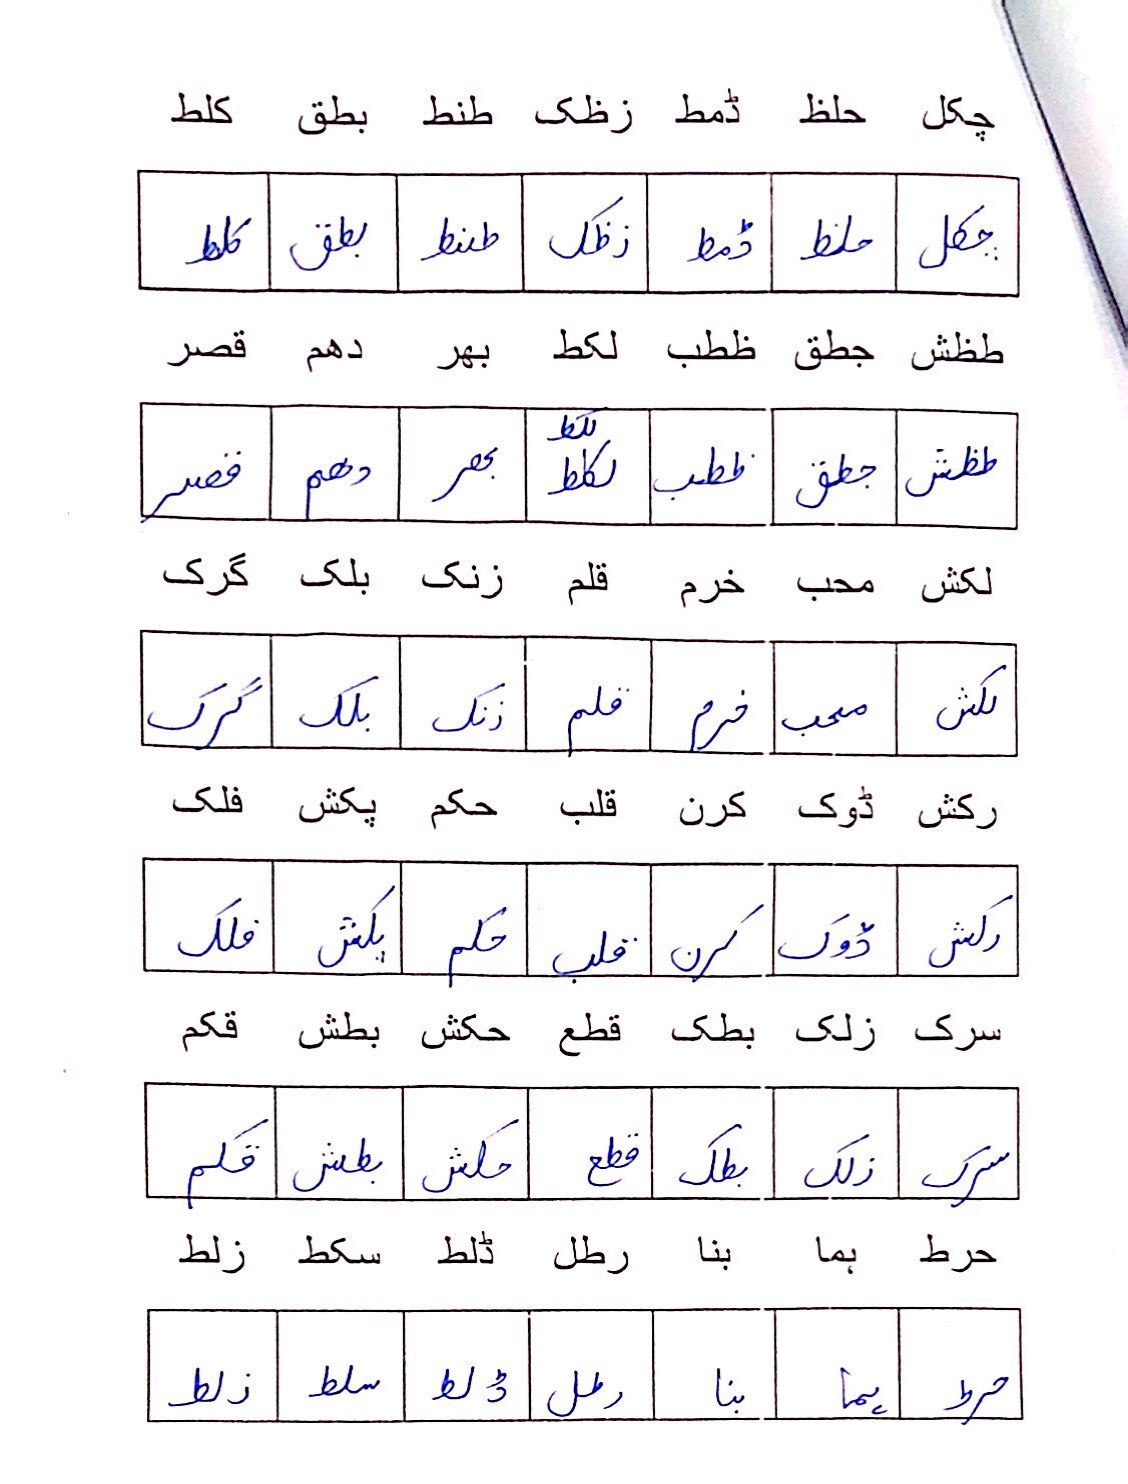 چکل حلظ ڈمط زظک طنط بطق کلط
چکل حلظ ڈمط زظک طنط بطق کلط
طظش جطق ظطب لکط بھر دھم قصر
لکط
طظش جطق ظطب لکط بھر دھم قصر
لکش محب خرم قلم زنک بلک گرک
لکش محب خرم قلم زنک بلک گرک
رکش ڈوک کرن قلب حکم پکش فلک
رکش ڈوک کرن قلب حکم پکش فلک
سرک زلک بطک قطع حکش بطش قکم
سرک زلک بطک قطع حکش بطش قکم
حرط ہما بنا رطل ڈلط سکط زلط
حرط ہما بنا رطل ڈلط سلط زلط